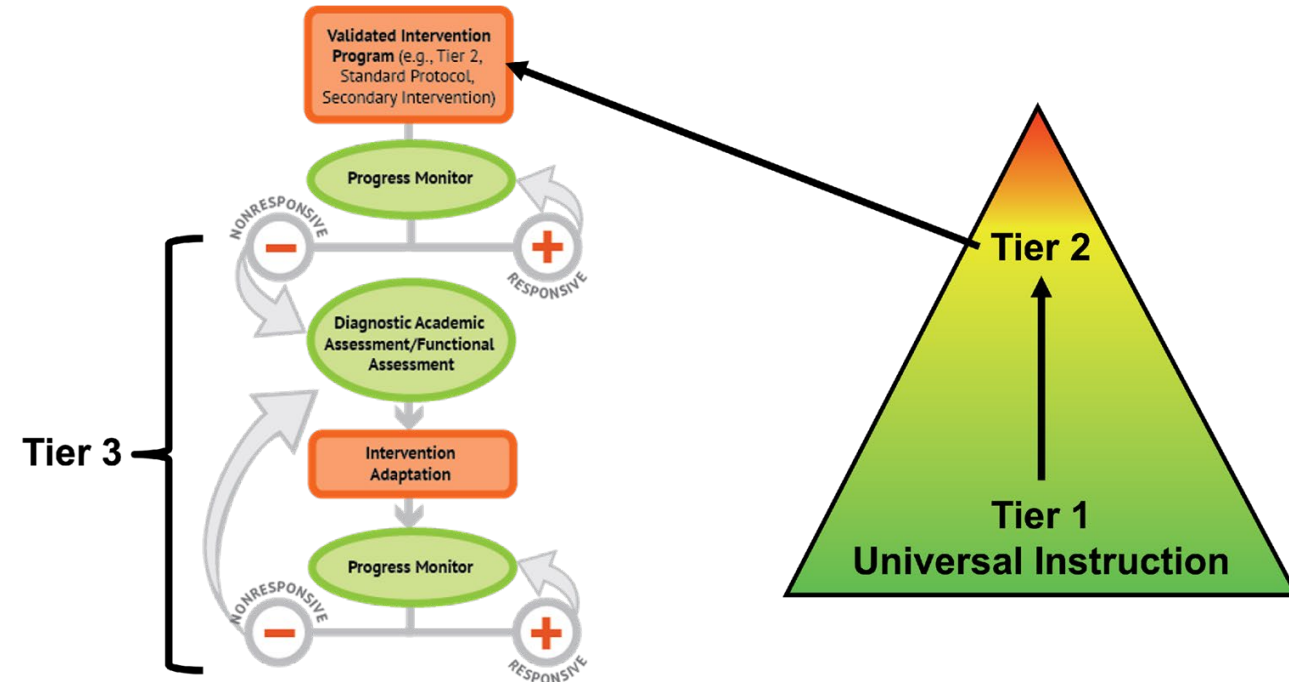 Validated Intervention
Program (e.g., Tier 2,
Standard Protocol,
Secondary Intervention)
Progress Monitor
NONRESPONSIVE
RESPONSIVE
Diagnostic Academic
Assessment/Functional
Assessment
Tier 3
Intervention
Adaptation
Progress Monitor
NONRESPONSIVE
RESPONSIVE
Tier 2
Tier 1
Universal Instruction